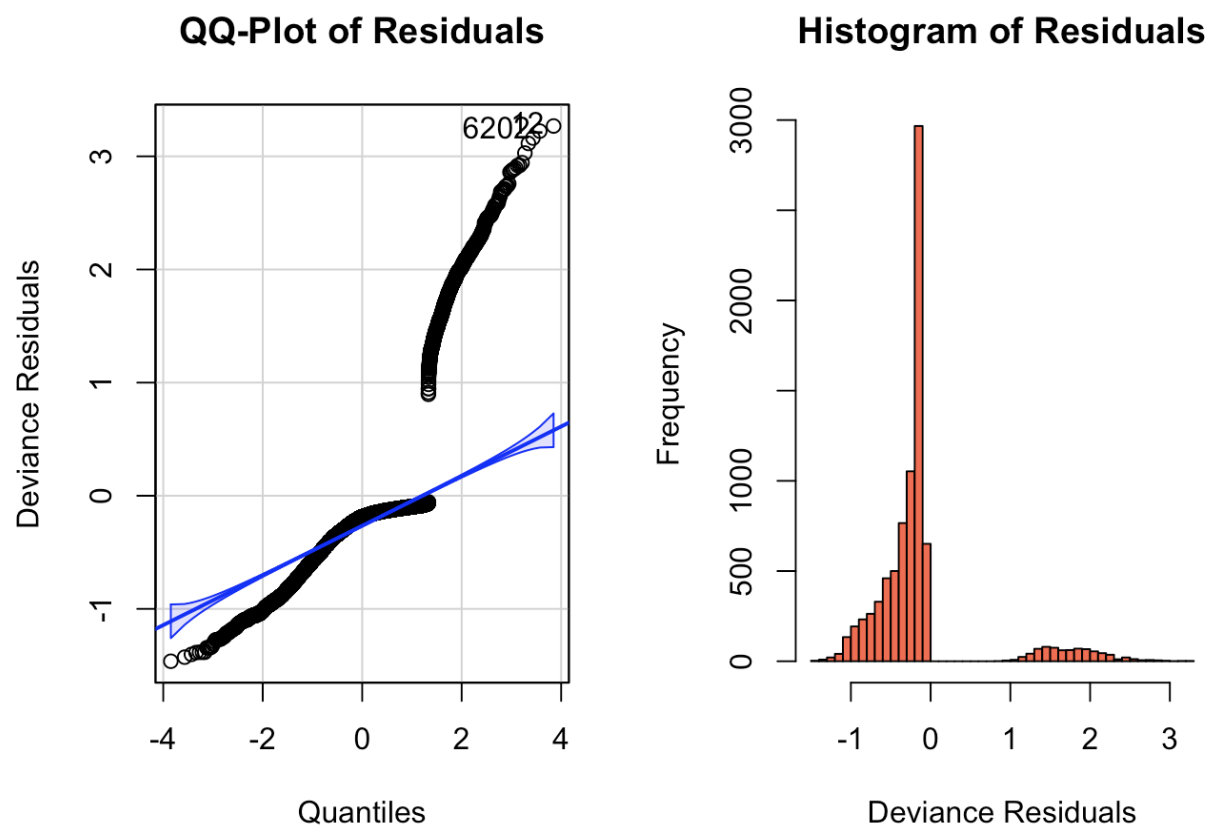 QQ-Plot of Residuals
Deviance Residuals
3
2
1
0
-1
-4 -2 0 2 4
Quantiles
Histogram of Residuals
Frequency
3000
2000
1000
500
0
-1 0 1 2 3
Deviance Residuals